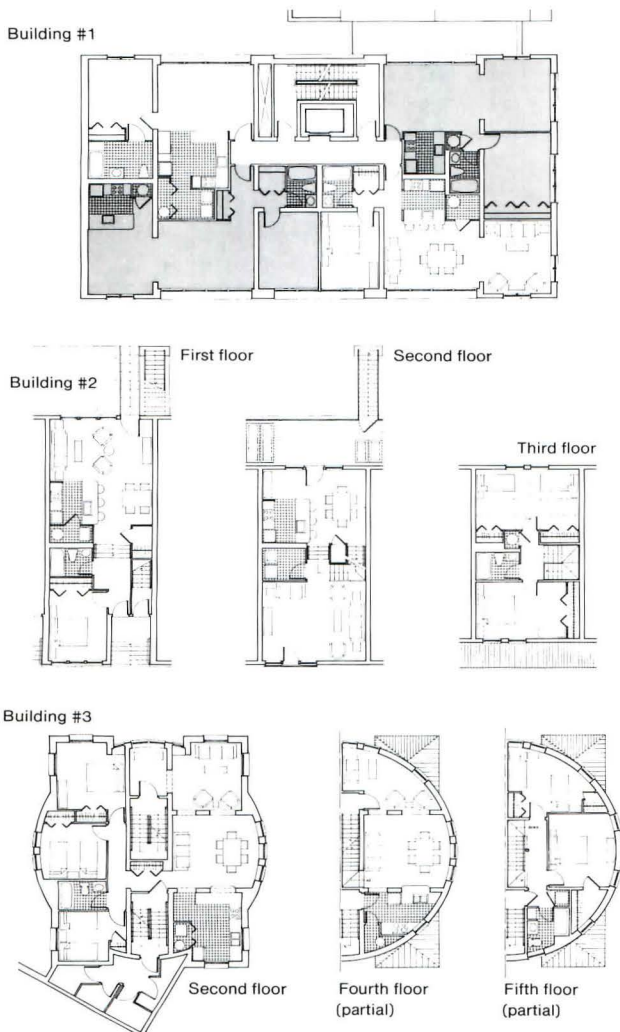 Building #1
First floor
Second floor
Building #2
Third floor
Building #3
Second floor
Fourth floor
(partial)
Fifth floor
(partial)